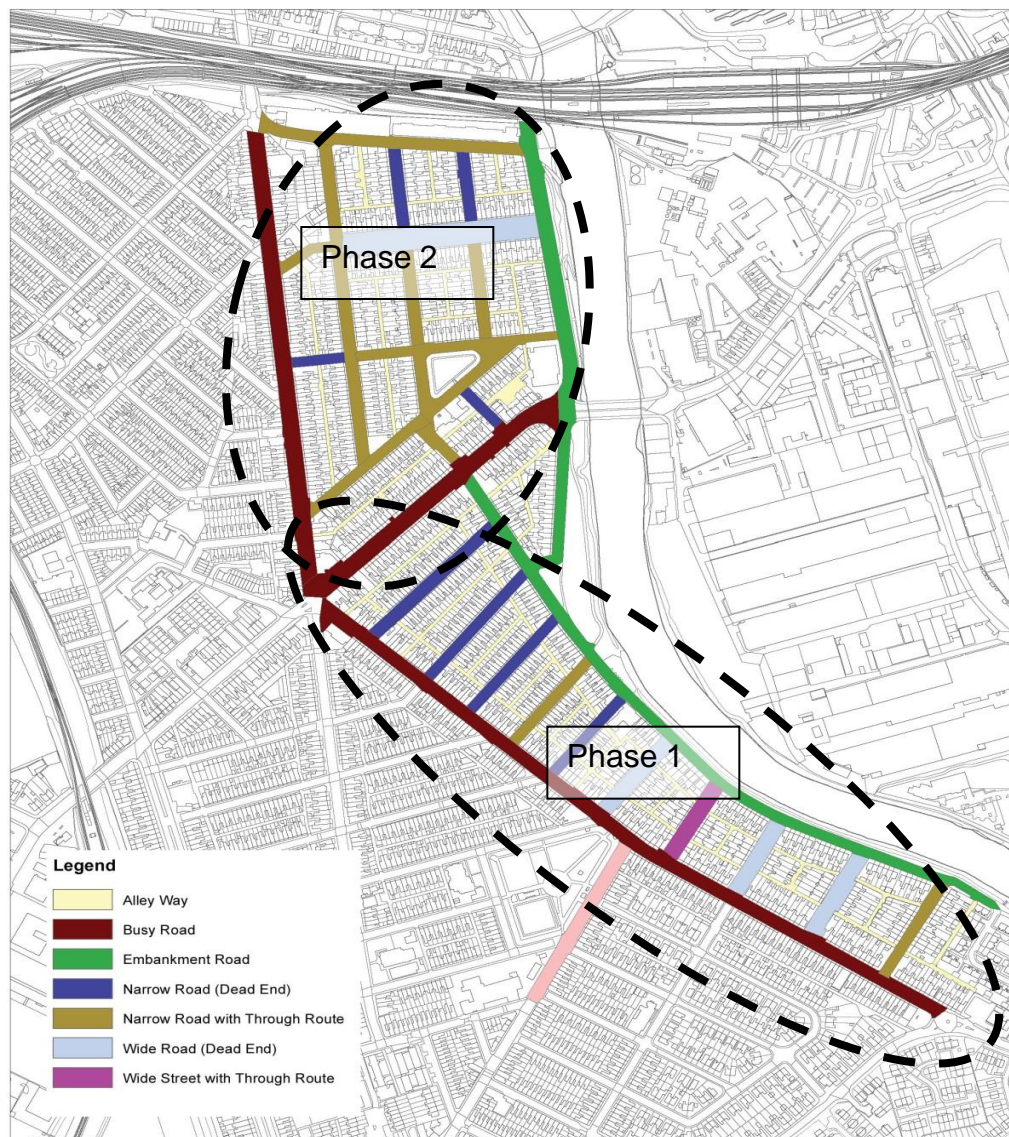 Phase 2
Phase 1
Legend
Alley Way
Busy Road
Embankment Road
Narrow Road (Dead End)
Narrow Road with Through Route
Wide Road (Dead End)
Wide Street with Through Route